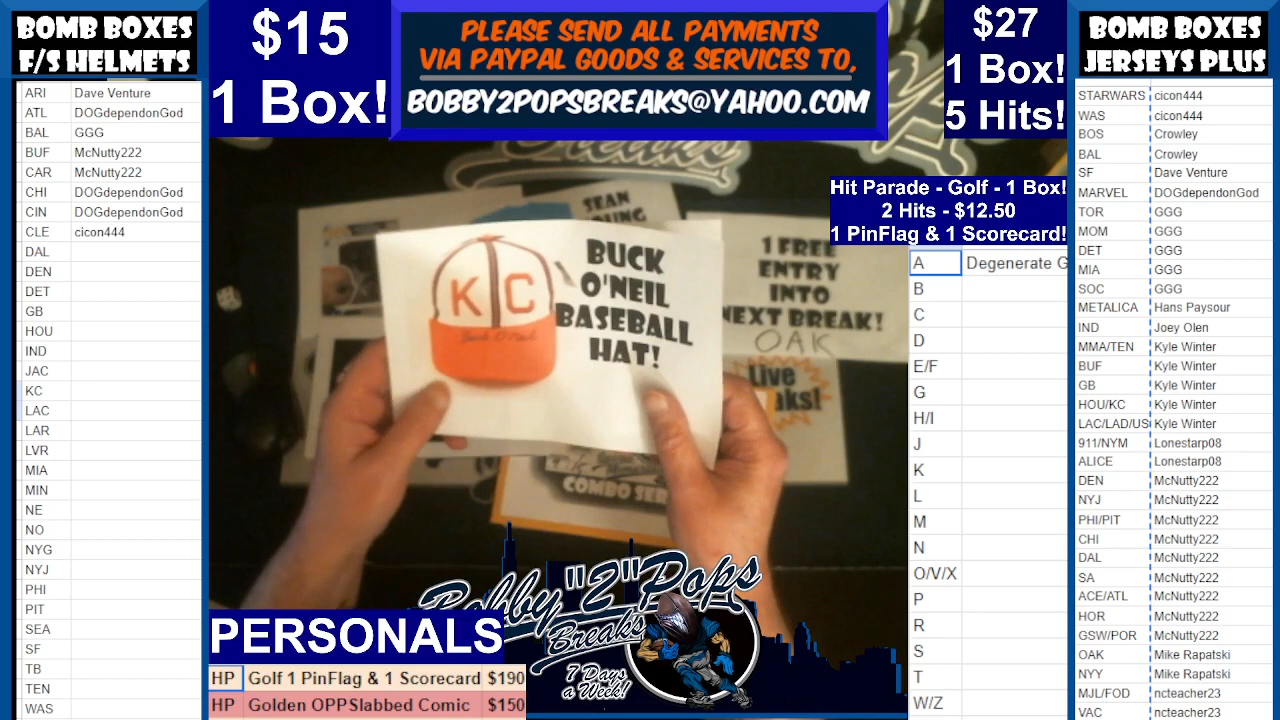 BOMB BOXES
F/S HELMETS
ARI Dave Venture
ATL DOGdependonGod
BAL GGG
BUF McNutty222
CAR McNutty222
CHI DOGdependonGod
CIN DOGdependonGod
CLE cicon444
DAL
DEN
DET
GB
HOU
IND
JAC
KC
LAC
LAR
LVR
MIA
MIN
NE
NO
NYG
NYJ
PHI
PIT
SEA
SF
TB
TEN
WAS
$15
1 Box!
PLEASE SEND ALL PAYMENTS
VIA PAYPAL GOODS & SERVICES TO,
BOBBY2POPSBREAKS@YAHOO.COM
$27
1 Box!
5 Hits!
SEAN
KC
BUCK
O'NEIL
BASEBALL
HAT!
1 FREE
ENTRY
INTO
NEXT BREAK!
OAK
Live
COMBO
Bobby "2" Pops
Breaks
7 Days
a Week!
PERSONALS
HP Golf 1 PinFlag & 1 Scorecard $190
HP Golden OPPSlabbed Comic $150
Hit Parade - Golf - 1 Box!
2 Hits - $12.50
1 PinFlag & 1 Scorecard!
A Degenerate G
B
C
D
E/F
G
H/I
J
K
L
M
N
O/V/X
P
R
S
T
W/Z
BOMB BOXES
JERSEYS PLUS
STARWARS cicon444
WAS cicon444
BOS Crowley
BAL Crowley
SF Dave Venture
MARVEL DOGdependonGod
TOR GGG
MOM GGG
DET GGG
MIA GGG
SOC GGG
METALICA Hans Paysour
IND Joey Olen
MMA/TEN Kyle Winter
BUF Kyle Winter
GB Kyle Winter
HOU/KC Kyle Winter
LAC/LAD/US Kyle Winter
911/NYM Lonestarp08
ALICE Lonestarp08
DEN McNutty222
NYJ McNutty222
PHI/PIT McNutty222
CHI McNutty222
DAL McNutty222
SA McNutty222
ACE/ATL McNutty222
HOR McNutty222
GSW/POR McNutty222
OAK Mike Rapatski
NYY Mike Rapatski
MJL/FOD ncteacher23
VAC ncteacher23